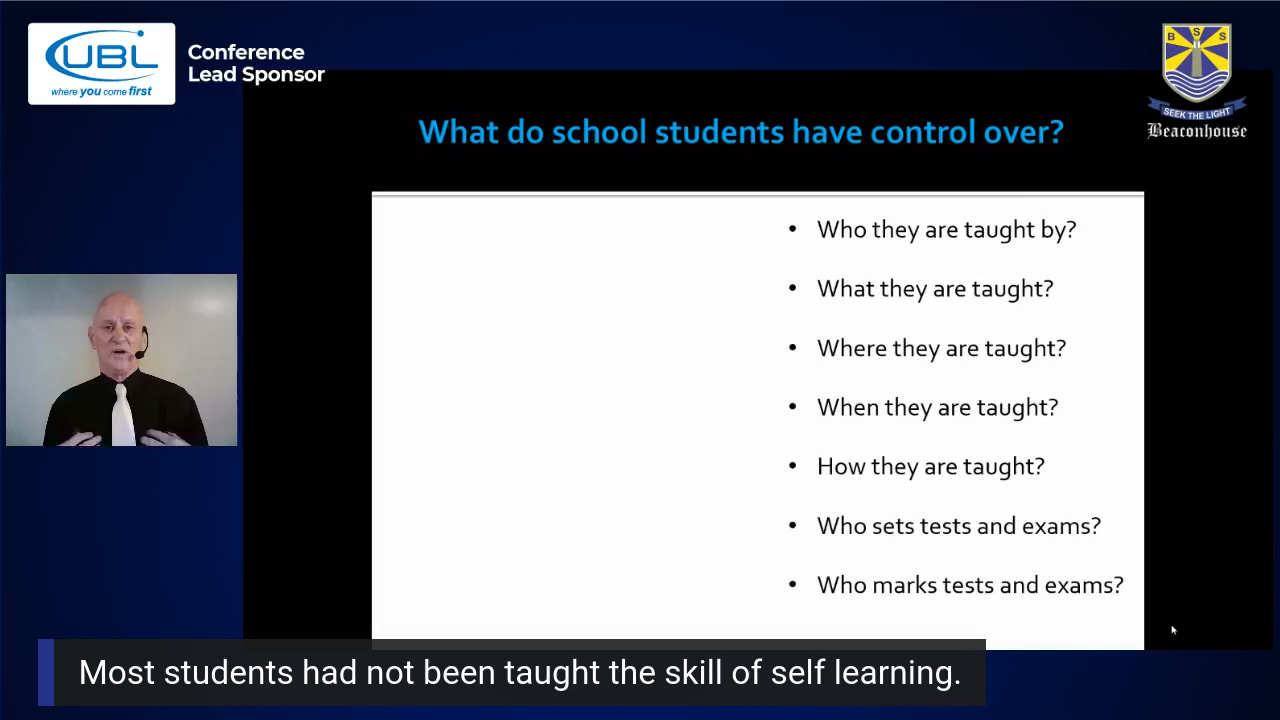 UBL
where you come first
Conference
Lead Sponsor
B S S
SEEK THE LIGHT
Beaconhouse
What do school students have control over?
• Who they are taught by?
• What they are taught?
• Where they are taught?
• When they are taught?
• How they are taught?
• Who sets tests and exams?
• Who marks tests and exams?
Most students had not been taught the skill of self learning.